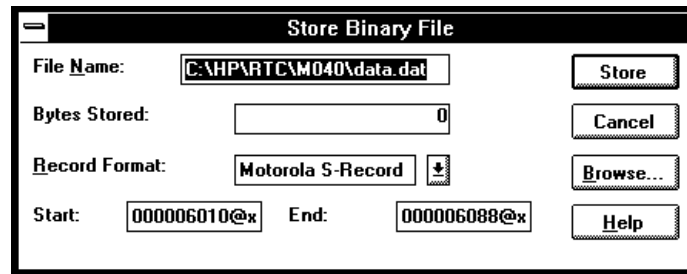 Store Binary File
File Name: C:\HP\RTC\M040\data.dat Store
Bytes Stored: 0 Cancel
Record Format: Motorola S-Record Browse...
Start: 000006010@x End: 000006088@x Help